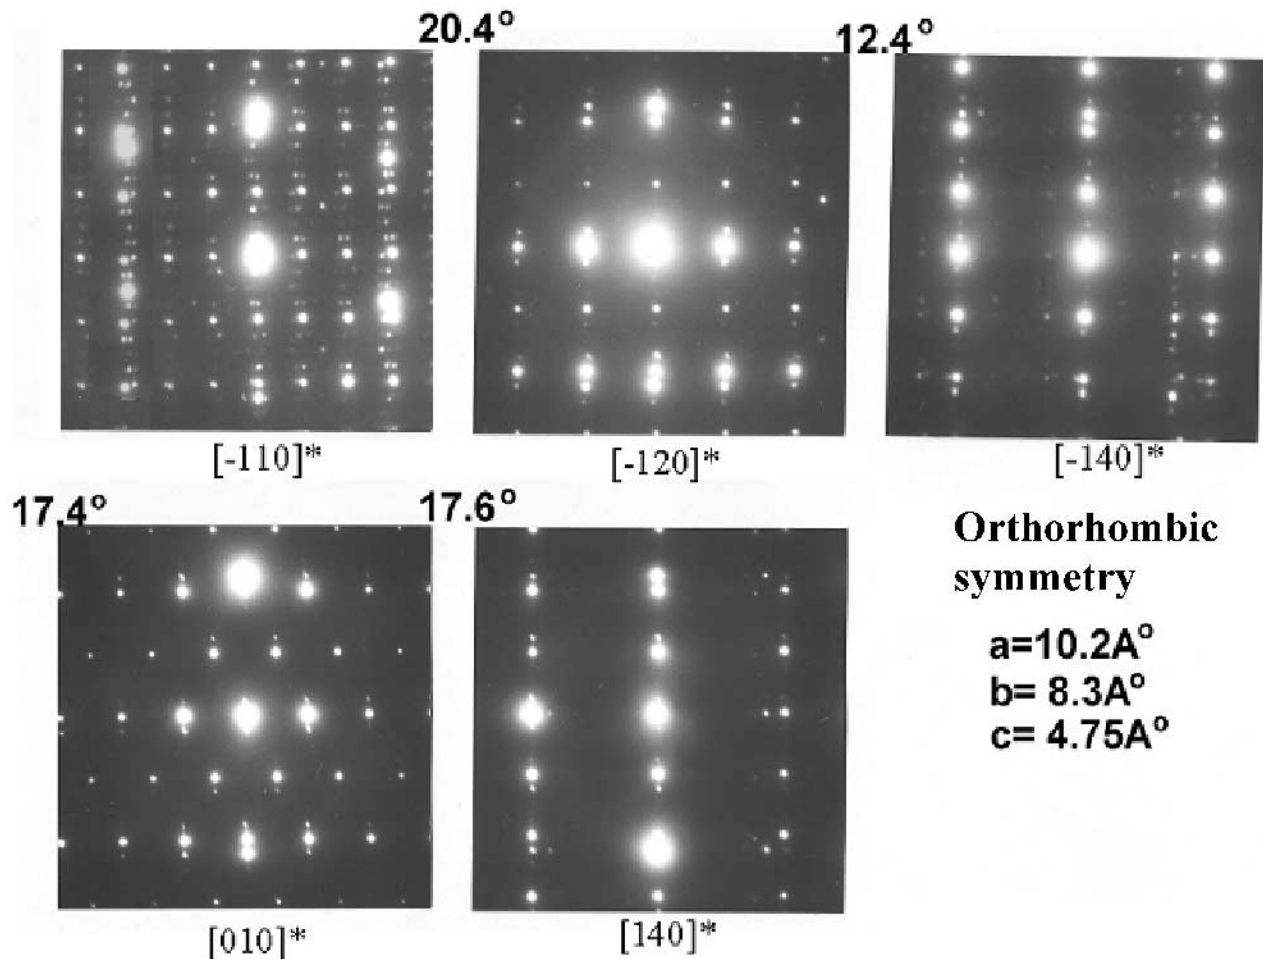 20.4°
12.4°
[-110]*
[-120]*
[-140]*
17.4°
17.6°
Orthorhombic
symmetry
a=10.2A°
b= 8.3A°
c= 4.75A°
[010]*
[140]*